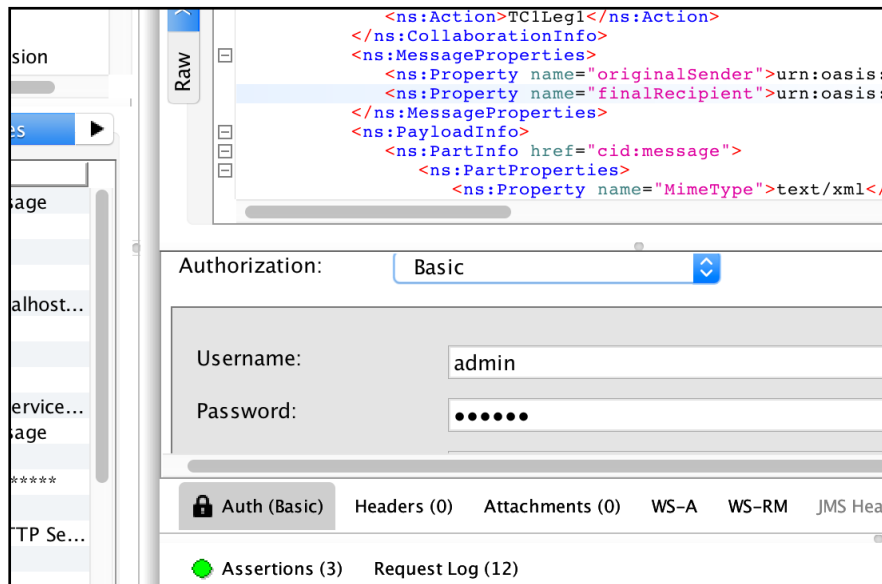 <ns:Action>TC1Leg1</ns:Action>
</ns:CollaborationInfo>
<ns:MessageProperties>
<ns:Property name="originalSender">urn:oasis:
<ns:Property name="finalRecipient">urn:oasis:
</ns:MessageProperties>
<ns:PayloadInfo>
<ns:PartInfo href="cid:message">
<ns:PartProperties>
<ns:Property name="MimeType">text/xml</
Raw
sion
es
sage
alhost...
ervice...
sage
*****
TTP Se...
Authorization: Basic
Username: admin
Password: ••••••
Auth (Basic) Headers (0) Attachments (0) WS-A WS-RM JMS Hea
Assertions (3) Request Log (12)